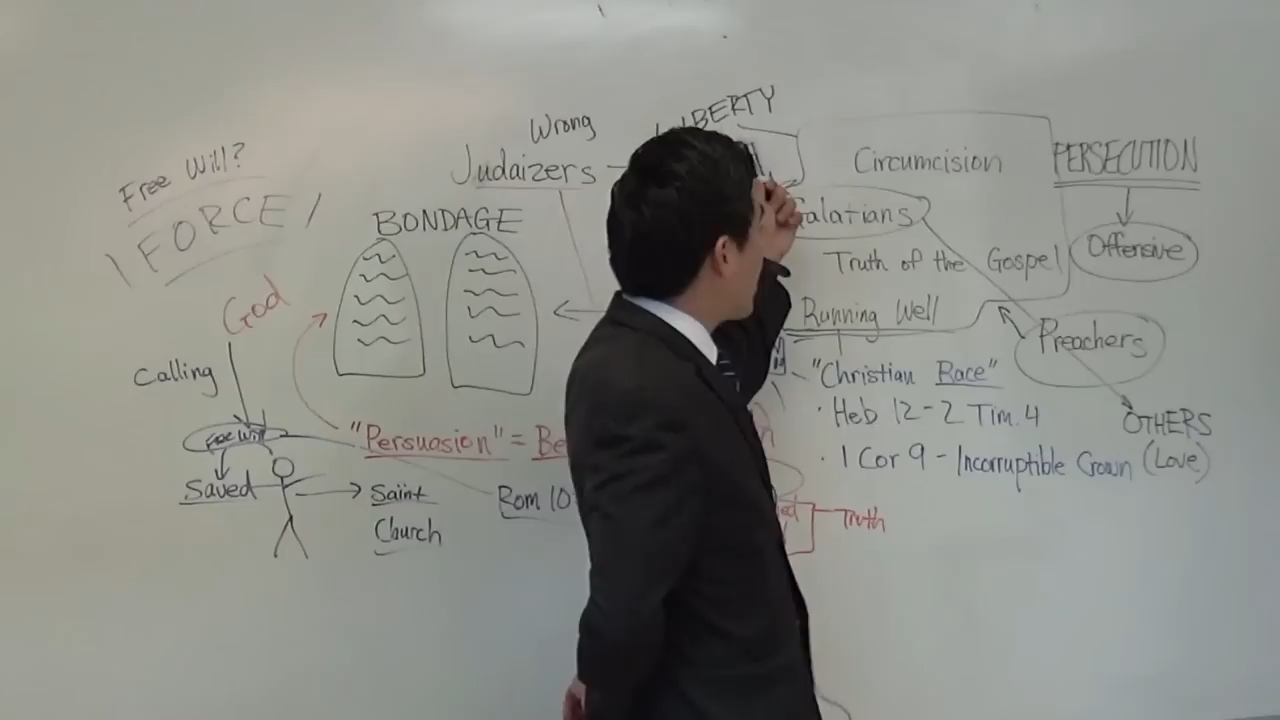 Free Will?
FORCE
God
Calling
Free Will
Saved
Saint
Church
BONDAGE
Wrong
Judaizers
LIBERTY
"Persuasion" =
Rom 10
Circumcision
Galatians
Truth of the Gospel
Running Well
"Christian Race"
· Heb 12 - 2 Tim. 4
· 1 Cor 9 - Incorruptible Crown
Truth
PERSECUTION
Offensive
Preachers
OTHERS
(Love)